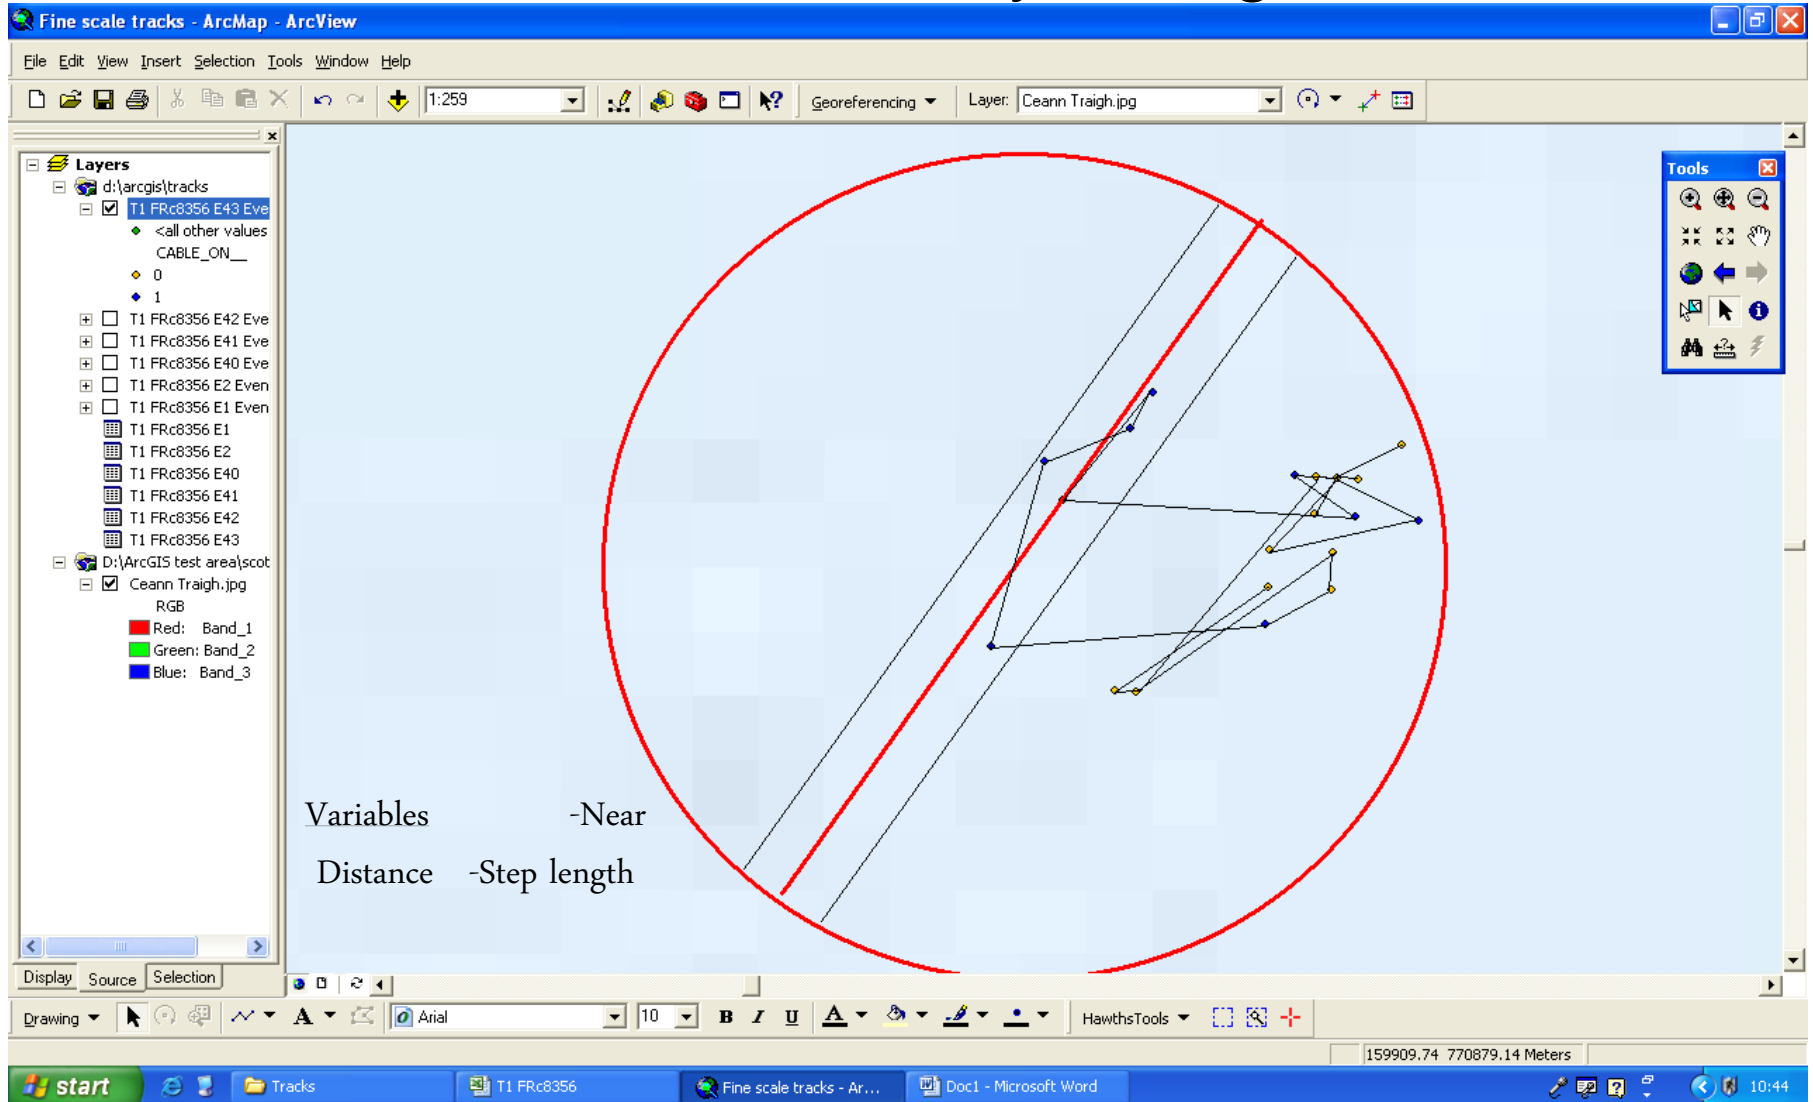 Fine scale tracks - ArcMap - ArcView
File Edit View Insert Selection Tools Window Help
1:259 Georeferencing Layer: Ceann Traigh.jpg
Layers
d:\arcgis\tracks
T1 FRc8356 E43 Eve
<all other values
CABLE_ON__
0
1
T1 FRc8356 E42 Eve
T1 FRc8356 E41 Eve
T1 FRc8356 E40 Eve
T1 FRc8356 E2 Even
T1 FRc8356 E1 Even
T1 FRc8356 E1
T1 FRc8356 E2
T1 FRc8356 E40
T1 FRc8356 E41
T1 FRc8356 E42
T1 FRc8356 E43
D:\ArcGIS test area\scot
Ceann Traigh.jpg
RGB
Red: Band_1
Green: Band_2
Blue: Band_3
Tools
Variables -Near
Distance -Step length
Display Source Selection
Drawing A Arial 10 B I U A HawthsTools
159909.74 770879.14 Meters
start Tracks T1 FRc8356 Fine scale tracks - Ar... Doc1 - Microsoft Word 10:44